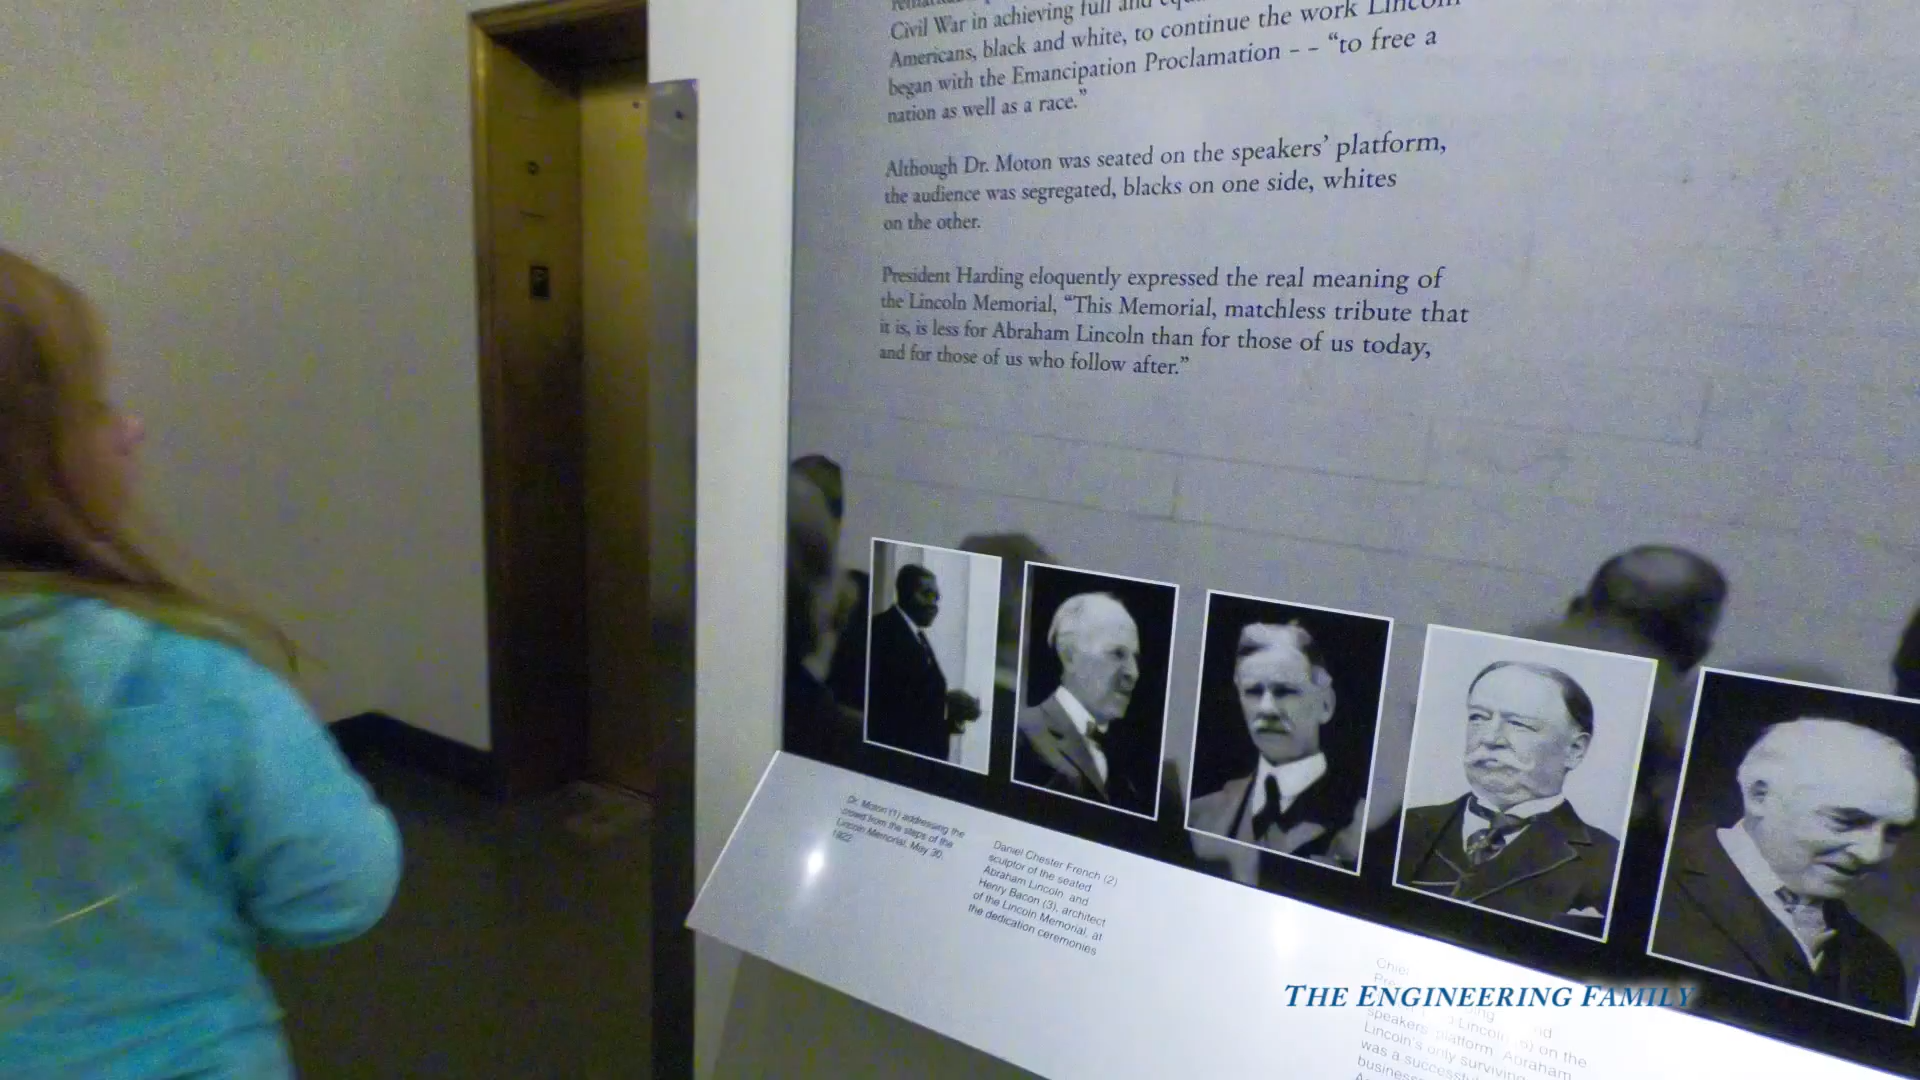 Civil War in achieving full and
Americans, black and white, to continue the work Lincoln
began with the Emancipation Proclamation - - “to free a
nation as well as a race.”
Although Dr. Moton was seated on the speakers’ platform,
the audience was segregated, blacks on one side, whites
on the other.
President Harding eloquently expressed the real meaning of
the Lincoln Memorial, “This Memorial, matchless tribute that
it is, is less for Abraham Lincoln than for those of us today,
and for those of us who follow after.”
Dr. Moton (1) addressing the
crowd from the steps of the
Lincoln Memorial, May 30,
1922.
Daniel Chester French (2)
sculptor of the seated
Abraham Lincoln, and
Henry Bacon (3), architect
of the Lincoln Memorial, at
the dedication ceremonies
Lincoln (5) on the
speakers' platform. Abraham
Lincoln's only surviving
was a successful
THE ENGINEERING FAMILY